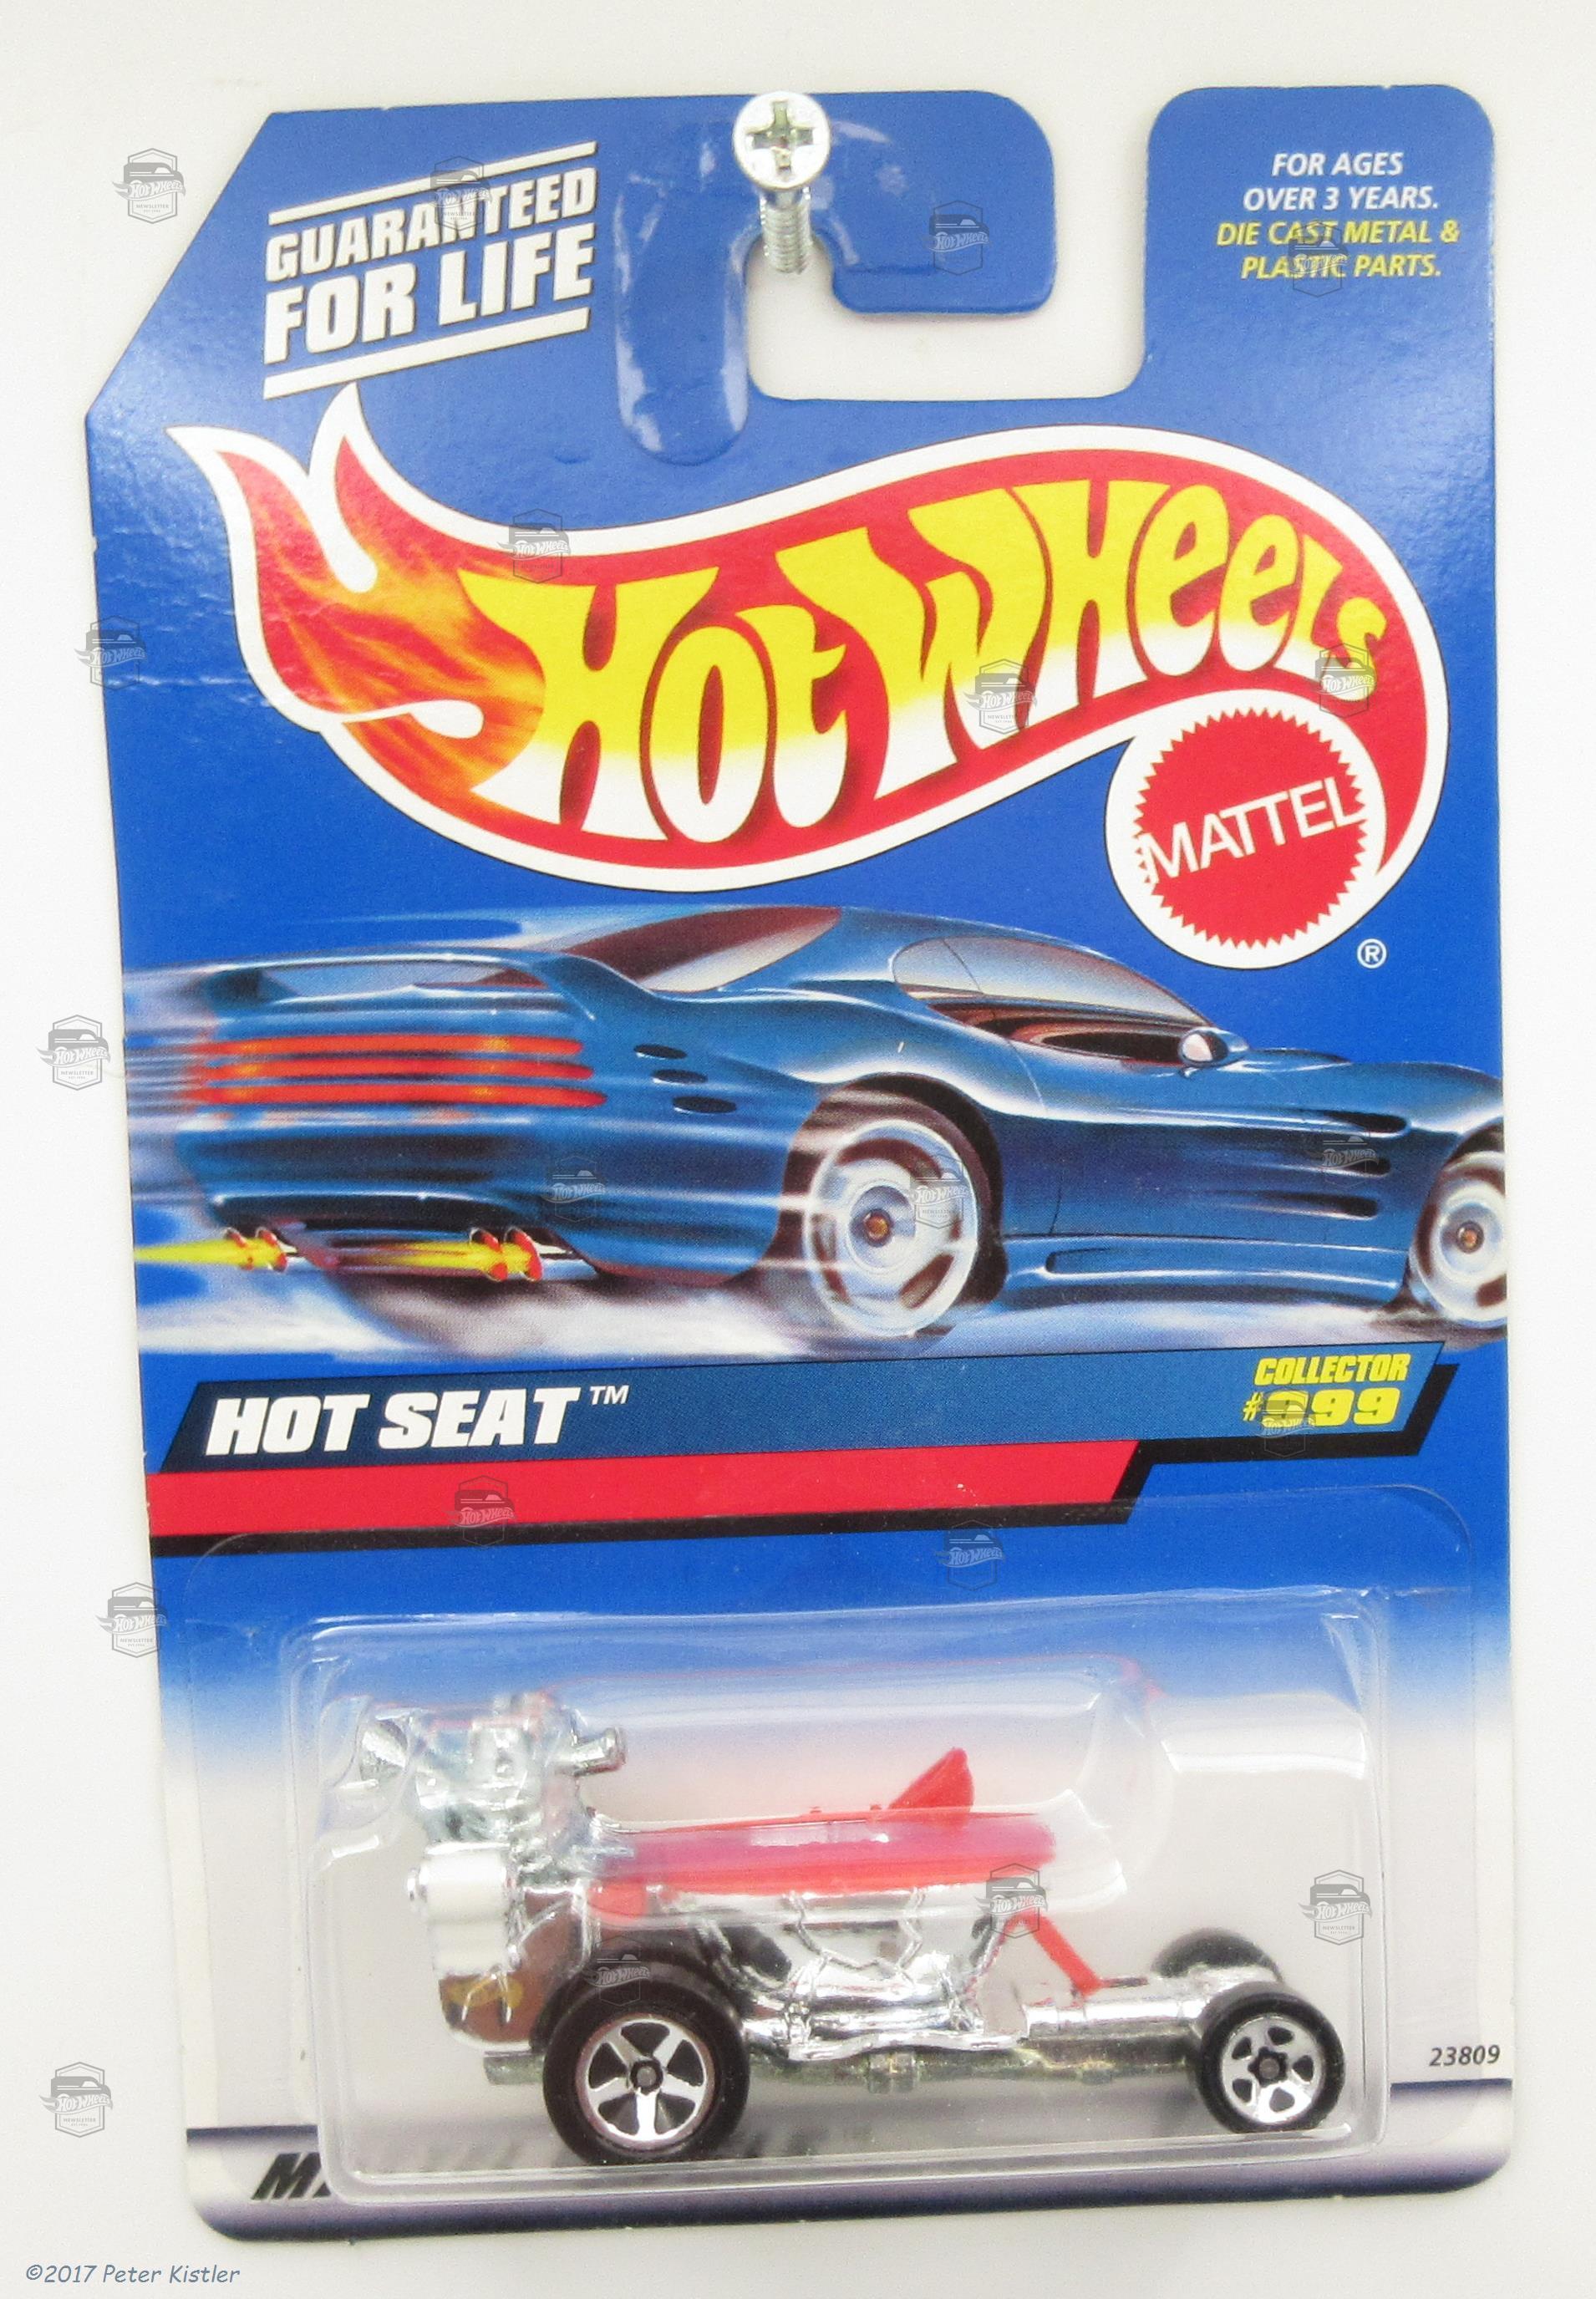 GUARANTEED
FOR LIFE
FOR AGES
OVER 3 YEARS.
DIE CAST METAL &
PLASTIC PARTS.
Hot Wheels
MATTEL
®
HOT SEAT™
COLLECTOR
#999
23809
©2017 Peter Kistler